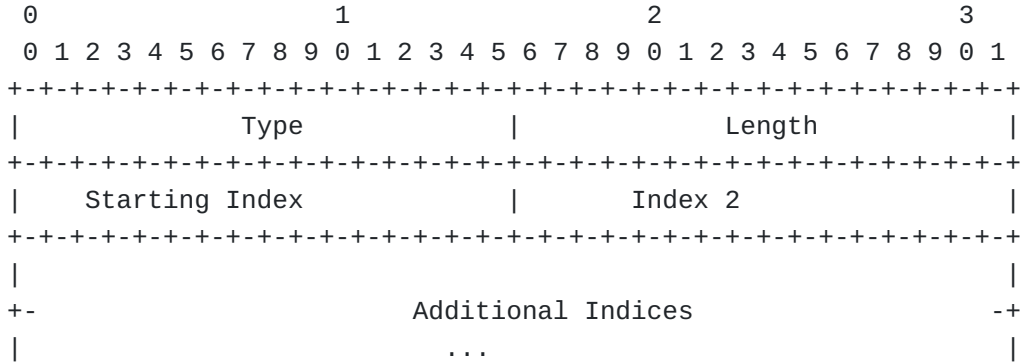 0                   1                   2                   3
 0 1 2 3 4 5 6 7 8 9 0 1 2 3 4 5 6 7 8 9 0 1 2 3 4 5 6 7 8 9 0 1
+-+-+-+-+-+-+-+-+-+-+-+-+-+-+-+-+-+-+-+-+-+-+-+-+-+-+-+-+-+-+-+-+
|              Type             |             Length            |
+-+-+-+-+-+-+-+-+-+-+-+-+-+-+-+-+-+-+-+-+-+-+-+-+-+-+-+-+-+-+-+-+
|    Starting Index             |       Index 2                 |
+-+-+-+-+-+-+-+-+-+-+-+-+-+-+-+-+-+-+-+-+-+-+-+-+-+-+-+-+-+-+-+-+
|                                                               |
+-                        Additional Indices                   -+
|                           ...                                 |